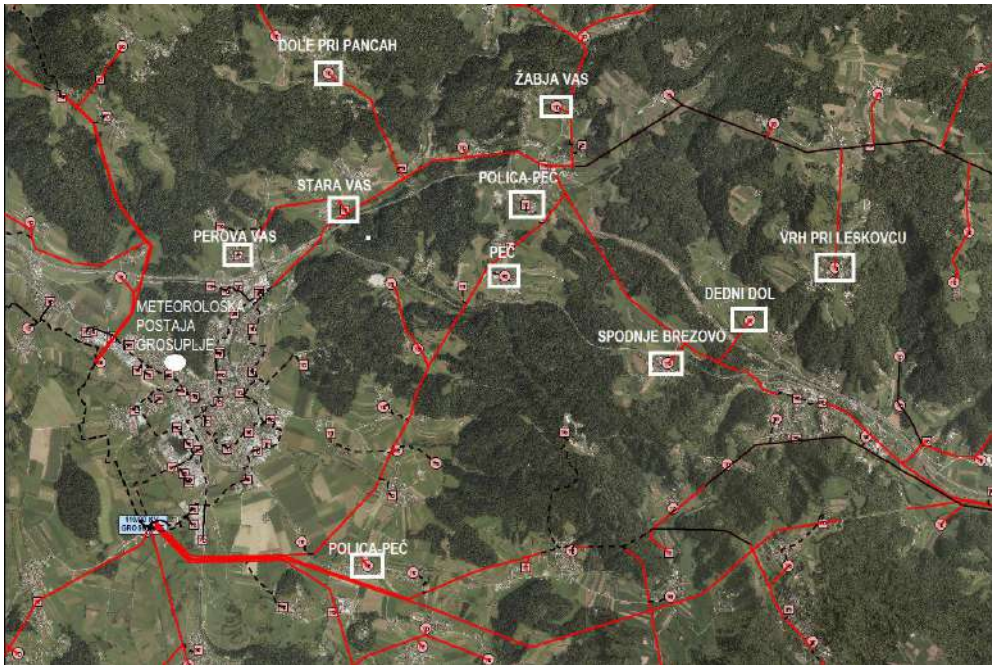 DOLE PRI PANCAH
ŽABJA VAS
STARA VAS
POLICA-PEČ
PEROVA VAS
PEČ
VRH PRI LESKOVCU
DEDNI DOL
METEOROLOŠKA
POSTAJA
GROSUPLJE
SPODNJE BREZOVO
POLICA-PEČ